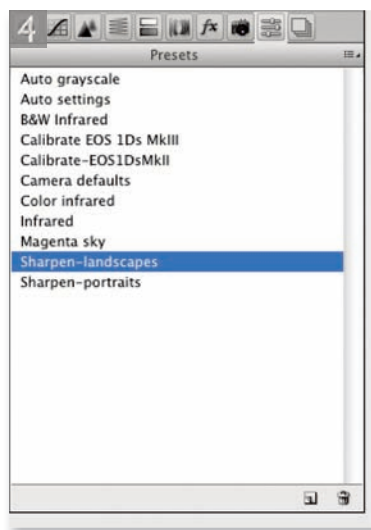 4
fx
Presets
Auto grayscale
Auto settings
B&W Infrared
Calibrate EOS 1Ds MkIII
Calibrate-EOS1DsMkII
Camera defaults
Color infrared
Infrared
Magenta sky
Sharpen-landscapes
Sharpen-portraits